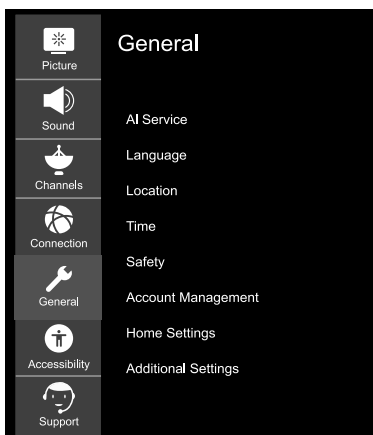 Picture
Sound
Channels
Connection
General
Accessibility
Support
General
AI Service
Language
Location
Time
Safety
Account Management
Home Settings
Additional Settings